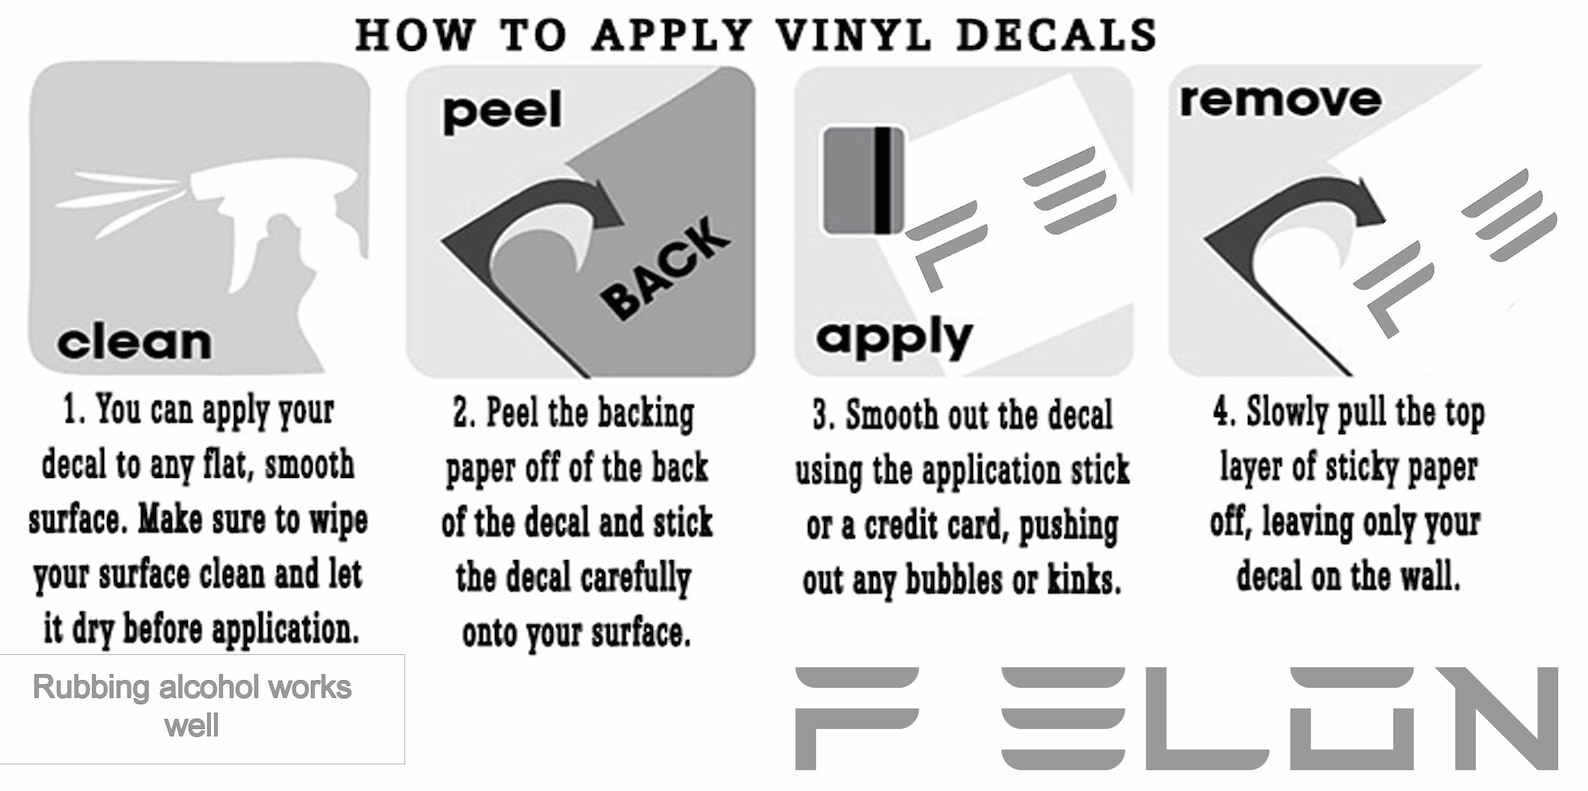 HOW TO APPLY VINYL DECALS
clean
peel
BACK
apply
remove
1. You can apply your
decal to any flat, smooth
surface. Make sure to wipe
your surface clean and let
it dry before application.
Rubbing alcohol works
well
2. Peel the backing
paper off of the back
of the decal and stick
the decal carefully
onto your surface.
3. Smooth out the decal
using the application stick
or a credit card, pushing
out any bubbles or kinks.
4. Slowly pull the top
layer of sticky paper
off, leaving only your
decal on the wall.
FELON